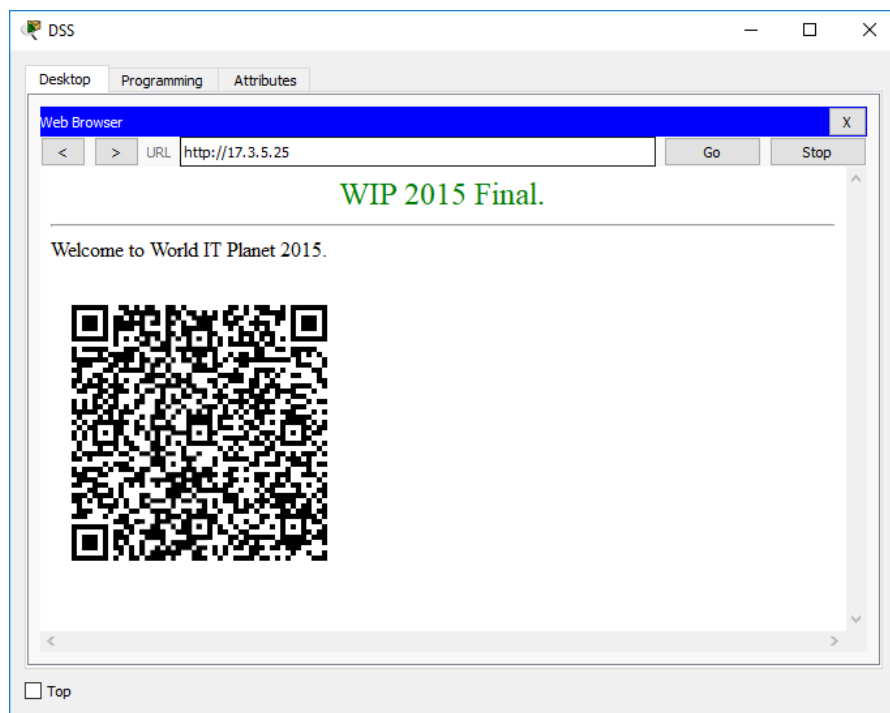 DSS
Desktop Programming Attributes
Web Browser X
< > URL http://17.3.5.25 Go Stop
WIP 2015 Final.
Welcome to World IT Planet 2015.
Top